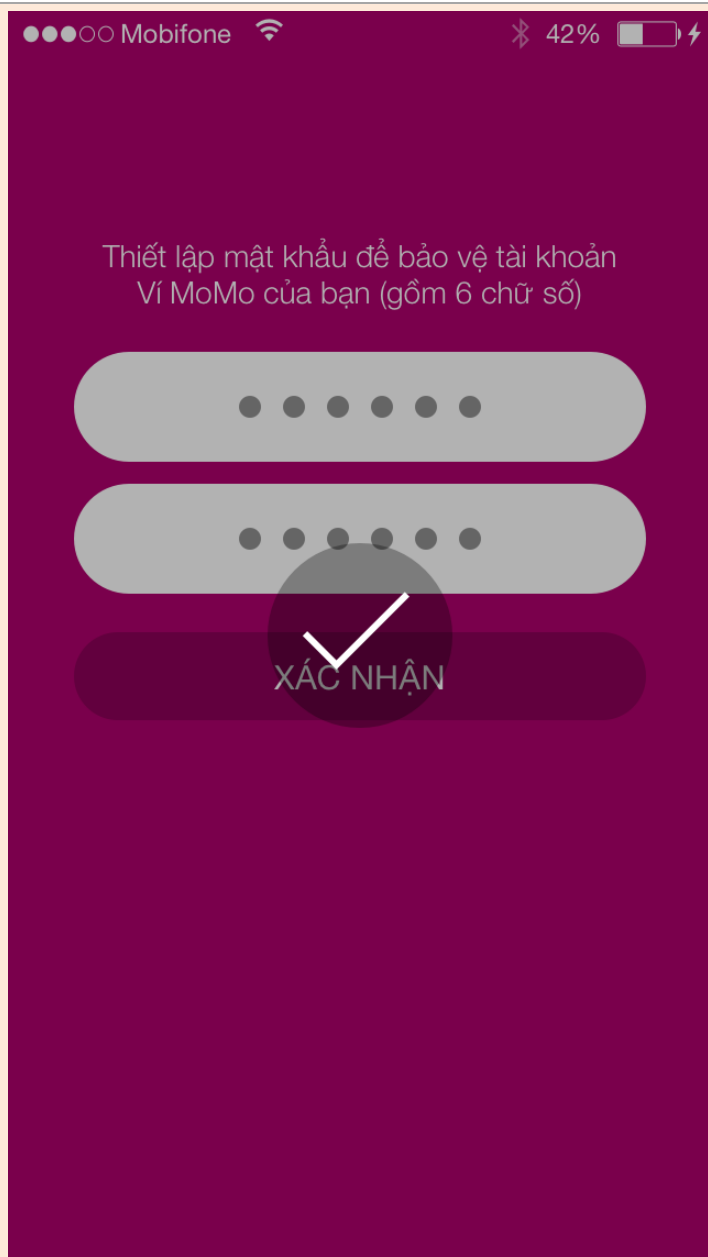 Mobifone 42%
Thiết lập mật khẩu để bảo vệ tài khoản
Ví MoMo của bạn (gồm 6 chữ số)
XÁC NHẬN